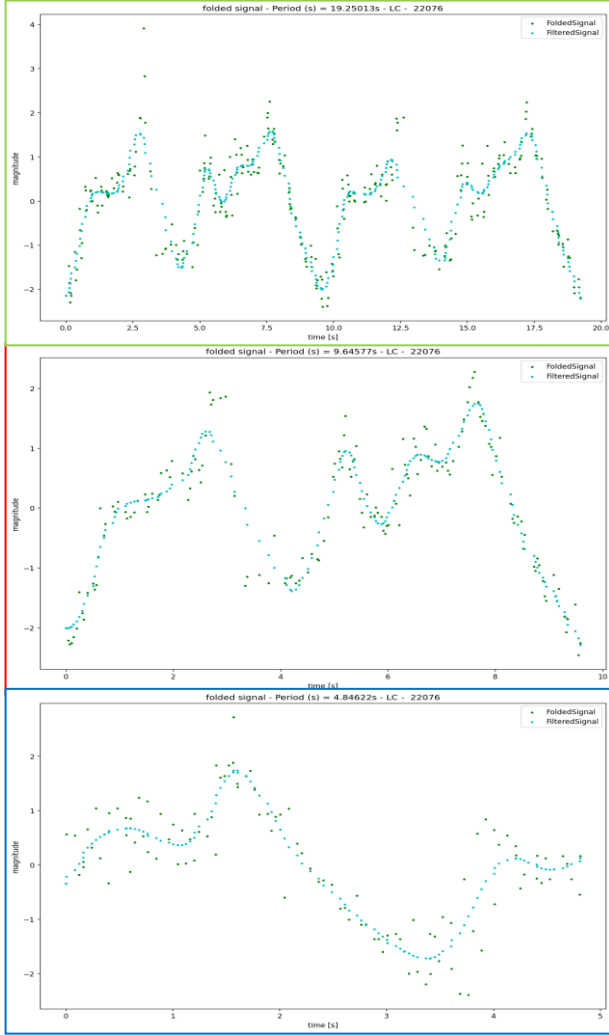 folded signal - Period (s) = 19.25013s - LC - 22076
FoldedSignal
FilteredSignal
magnitude
4
3
2
1
0
−1
−2
0.0 2.5 5.0 7.5 10.0 12.5 15.0 17.5 20.0
time [s]
folded signal - Period (s) = 9.64577s - LC - 22076
FoldedSignal
FilteredSignal
magnitude
2
1
0
−1
−2
0 2 4 6 8 10
time [s]
folded signal - Period (s) = 4.84622s - LC - 22076
FoldedSignal
FilteredSignal
magnitude
2
1
0
−1
−2
0 1 2 3 4 5
time [s]